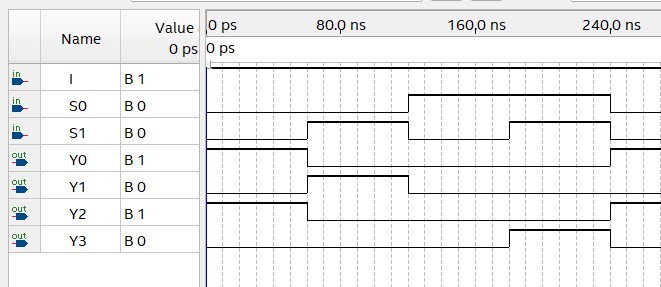 Name Value 0 ps 80.0 ns 160.0 ns 240.0 ns
0 ps 0 ps
in I B 1
in S0 B 0
in S1 B 0
out Y0 B 1
out Y1 B 0
out Y2 B 1
out Y3 B 0